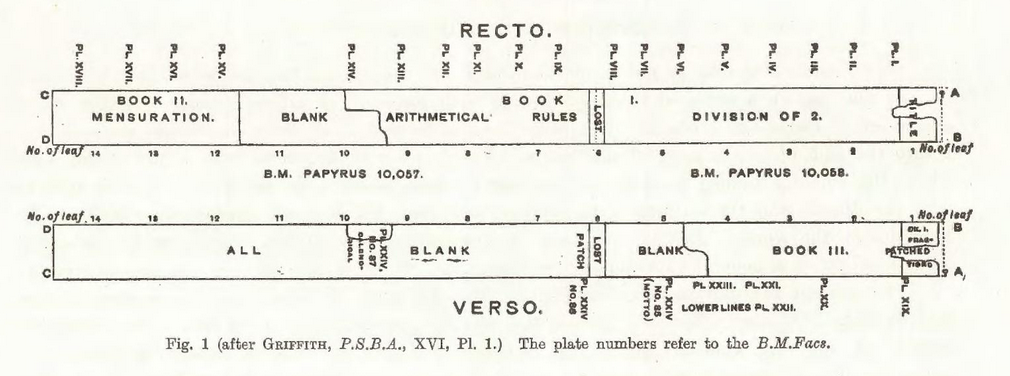 RECTO.
PL. XVIII. PL. XVII. PL. XVI. PL. XV. PL. XIV. PL. XIII. PL. XII. PL. XI. PL. X. PL. IX. PL. VIII. PL. VII. PL. VI. PL. V. PL. IV. PL. III. PL. II. PL. I.
C BOOK II. BOOK I. A
MENSURATION. BLANK ARITHMETICAL RULES LOST. DIVISION OF 2. TITLE
D B
No. of leaf 14 13 12 11 10 9 8 7 6 5 4 3 2 1 No. of leaf
B.M. PAPYRUS 10,057. B.M. PAPYRUS 10,058.
No. of leaf 14 13 12 11 10 9 8 7 6 5 4 3 2 1 No. of leaf
D B
ALL NO. 87 PL. XXIV. BLANK PATCH LOST BLANK BOOK III. PATCHED
C A,
VERSO.
PL. XXIV NO. 86 PL. XXIV NO. 85 (MOTTO) PL. XXIII. PL. XXI. PL. XX. PL. XIX.
LOWER LINES PL. XXII.
Fig. 1 (after GRIFFITH, P.S.B.A., XVI, Pl. 1.) The plate numbers refer to the B.M.Facs.